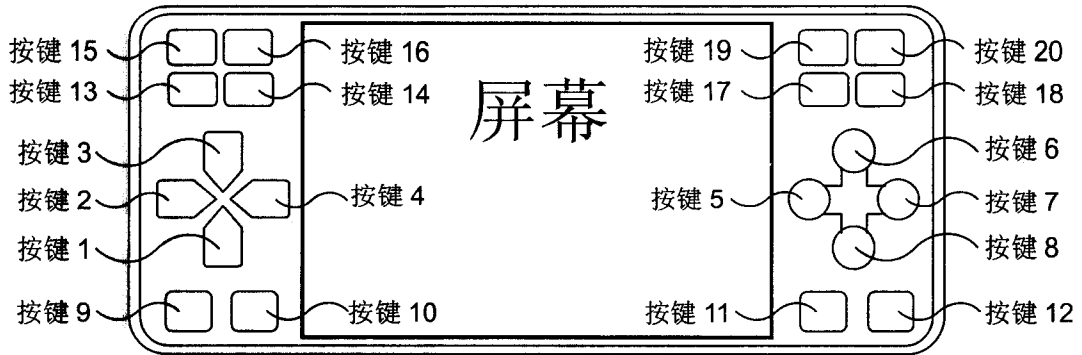 按键 15 按键 16 按键 19 按键 20
按键 13 按键 14 屏幕 按键 17 按键 18
按键 3 按键 6
按键 2 按键 4 按键 5 按键 7
按键 1 按键 8
按键 9 按键 10 按键 11 按键 12